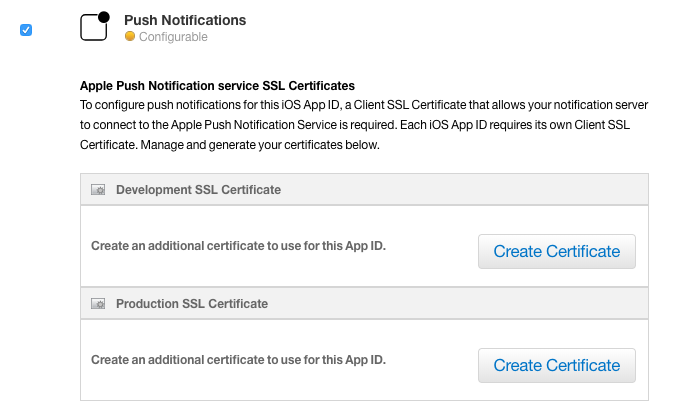 Push Notifications
Configurable
Apple Push Notification service SSL Certificates
To configure push notifications for this iOS App ID, a Client SSL Certificate that allows your notification server
to connect to the Apple Push Notification Service is required. Each iOS App ID requires its own Client SSL
Certificate. Manage and generate your certificates below.
Development SSL Certificate
Create an additional certificate to use for this App ID.
Create Certificate
Production SSL Certificate
Create an additional certificate to use for this App ID.
Create Certificate